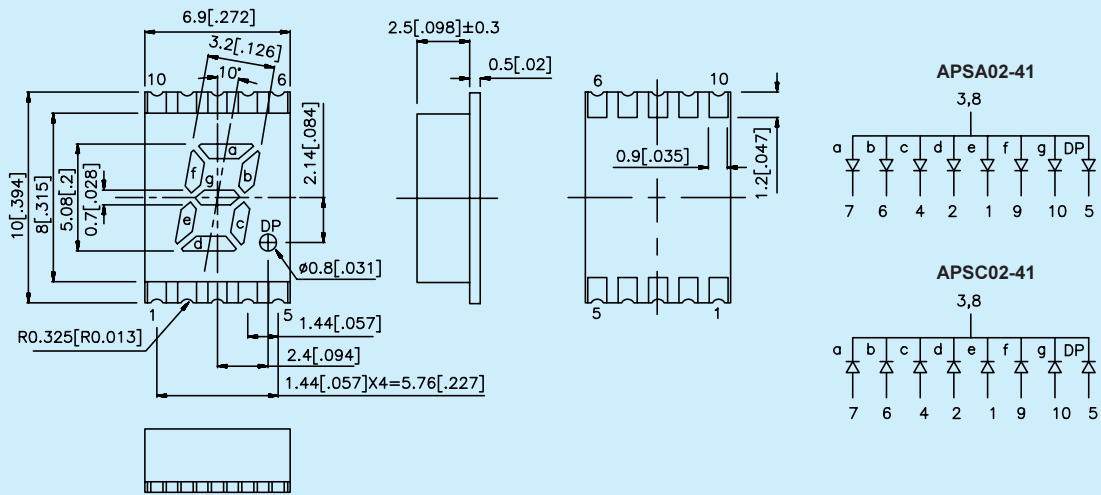 6.9[.272]
3.2[.126]
10°
10 6
a
f b
g
e c
d
DP
10[.394]
8[.315]
5.08[.2]
0.7[.028]
2.14[.084]
ø0.8[.031]
1 5
R0.325[R0.013]
1.44[.057]
2.4[.094]
1.44[.057]X4=5.76[.227]
2.5[.098]±0.3
0.5[.02]
6 10
0.9[.035]
1.2[.047]
5 1
APSA02-41
3,8
a b c d e f g DP
7 6 4 2 1 9 10 5
APSC02-41
3,8
a b c d e f g DP
7 6 4 2 1 9 10 5